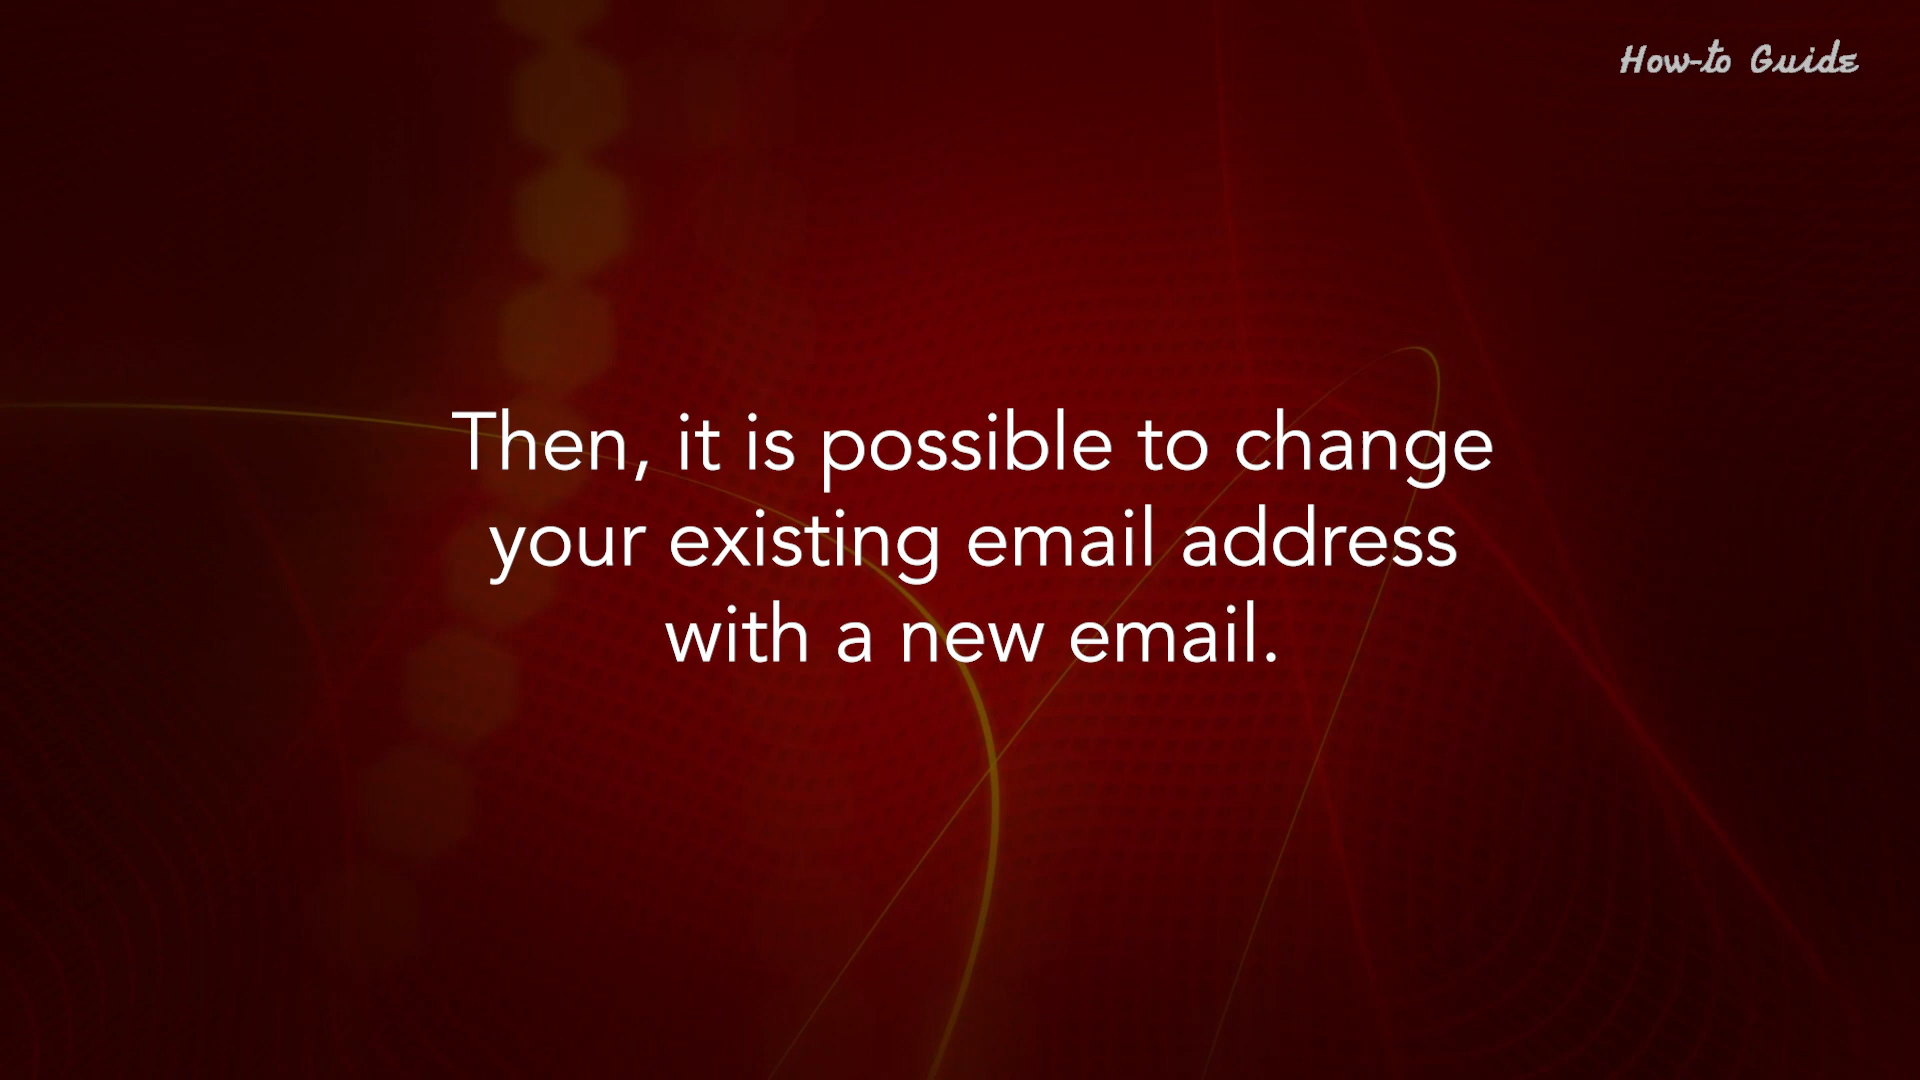 How-to Guide
Then, it is possible to change
your existing email address
with a new email.